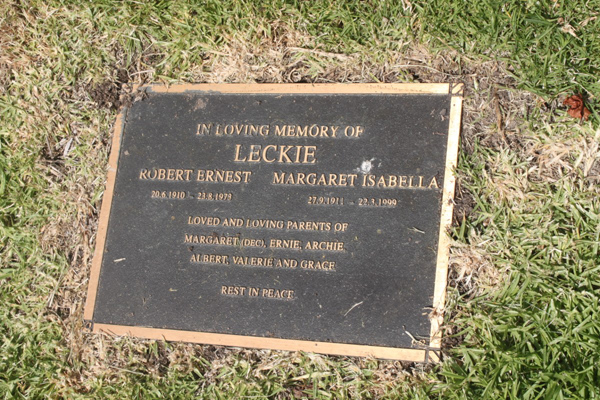 IN LOVING MEMORY OF
LECKIE
ROBERT ERNEST MARGARET ISABELLA
20.6.1910 - 23.8.1973 27.9.1911 - 22.3.1999
LOVED AND LOVING PARENTS OF
MARGARET (DEC), ERNIE, ARCHIE
ALBERT, VALERIE AND GRACE
REST IN PEACE